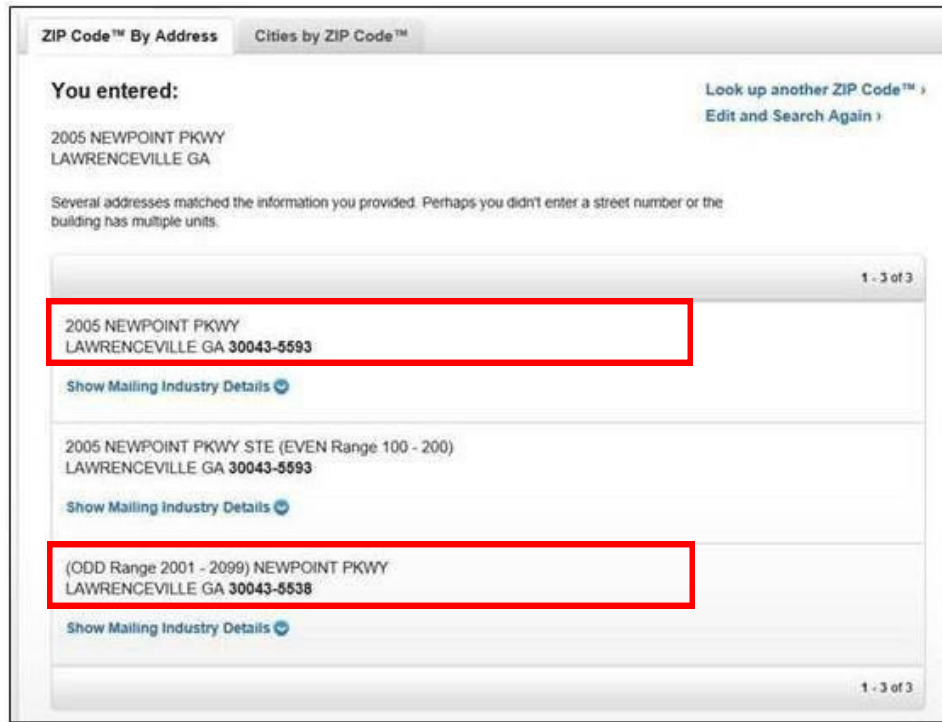 ZIP Code™ By Address
Cities by ZIP Code™
You entered:
Look up another ZIP Code™ ›
Edit and Search Again ›
2005 NEWPOINT PKWY
LAWRENCEVILLE GA
Several addresses matched the information you provided. Perhaps you didn't enter a street number or the
building has multiple units.
1 - 3 of 3
2005 NEWPOINT PKWY
LAWRENCEVILLE GA 30043-5593
Show Mailing Industry Details
2005 NEWPOINT PKWY STE (EVEN Range 100 - 200)
LAWRENCEVILLE GA 30043-5593
Show Mailing Industry Details
(ODD Range 2001 - 2099) NEWPOINT PKWY
LAWRENCEVILLE GA 30043-5538
Show Mailing Industry Details
1 - 3 of 3